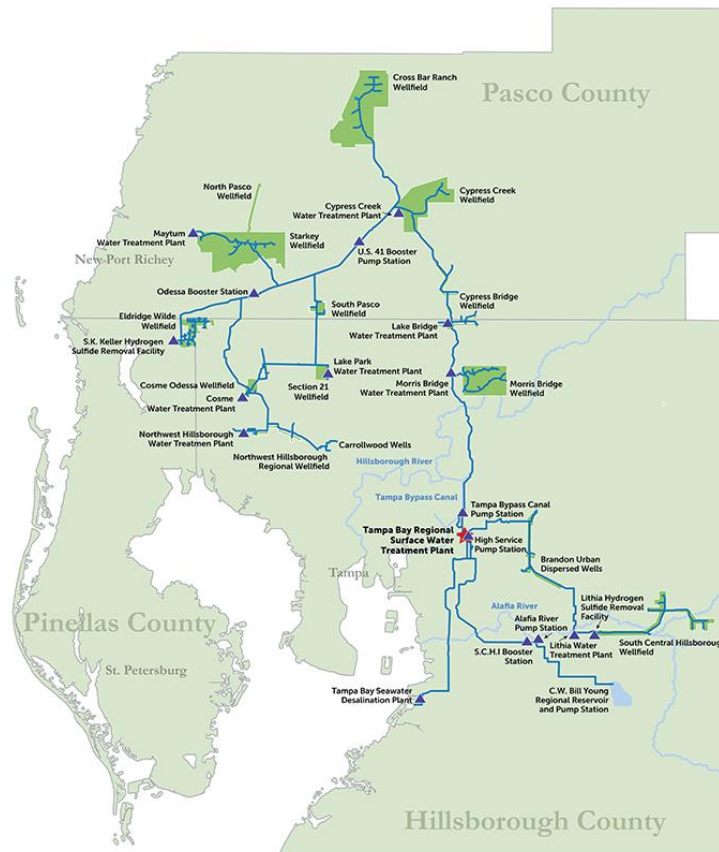 Cross Bar Ranch
Wellfield
Pasco County
North Pasco
Wellfield
Cypress Creek
Water Treatment Plant
Cypress Creek
Wellfield
Maytum
Water Treatment Plant
Starkey
Wellfield
New Port Richey
U.S. 41 Booster
Pump Station
Odessa Booster Station
Eldridge Wilde
Wellfield
South Pasco
Wellfield
Cypress Bridge
Wellfield
Lake Bridge
Water Treatment Plant
S.K. Keller Hydrogen
Sulfide Removal Facility
Lake Park
Water Treatment Plant
Cosme Odessa Wellfield
Section 21
Wellfield
Morris Bridge
Water Treatment Plant
Morris Bridge
Wellfield
Cosme
Water Treatment Plant
Northwest Hillsborough
Water Treatmen Plant
Carrollwood Wells
Northwest Hillsborough
Regional Wellfield
Hillsborough River
Tampa Bypass Canal
Tampa Bypass Canal
Pump Station
Tampa Bay Regional
Surface Water
Treatment Plant
High Service
Pump Station
Brandon Urban
Dispersed Wells
Tampa
Lithia Hydrogen
Sulfide Removal
Facility
Alafia River
Alafia River
Pump Station
Pinellas County
S.C.H.I Booster
Station
Lithia Water
Treatment Plant
South Central Hillsboroug
Wellfield
St. Petersburg
Tampa Bay Seawater
Desalination Plant
C.W. Bill Young
Regional Reservoir
and Pump Station
Hillsborough County